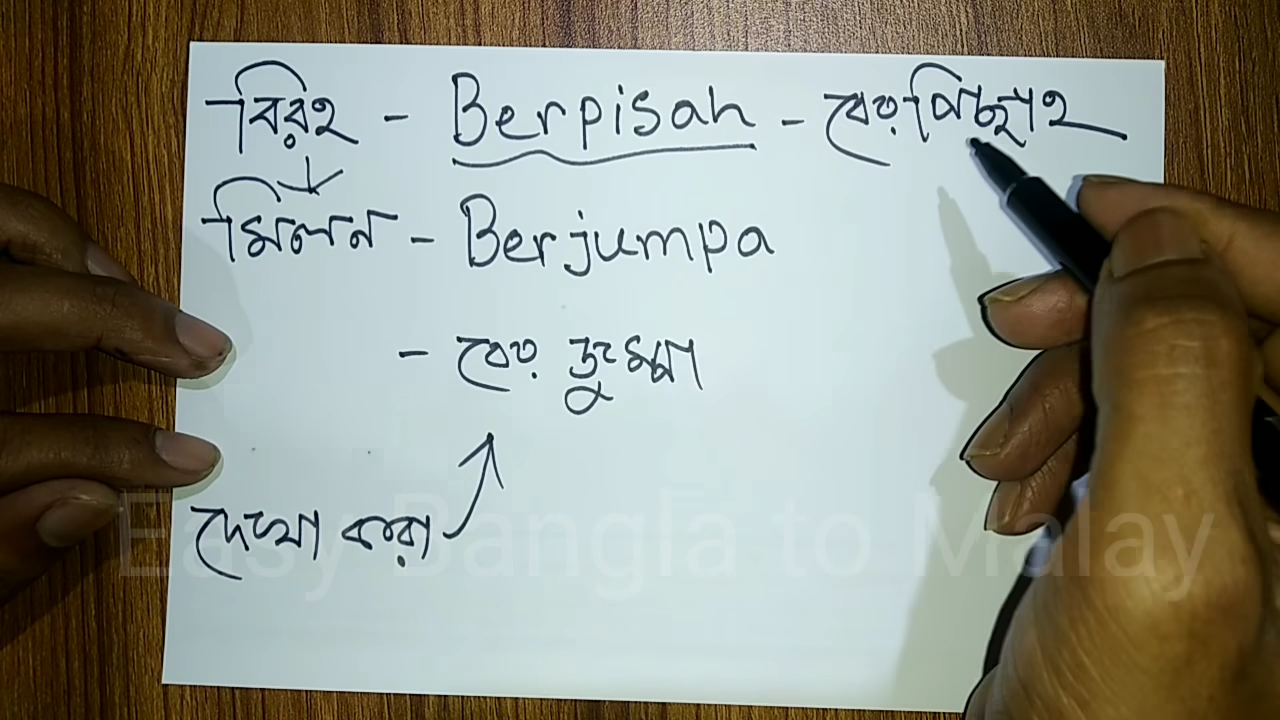 বিরহ - Berpisah - বের্‌পিছাহ
মিলন - Berjumpa
- বের্‌ জুম্পা
দেখা করা
Easy Bangla to Malay